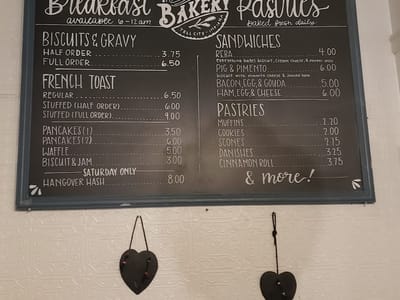 Breakfast
available 6-12am
BAKERY
TELL CITY, INDIANA
Pastries
baked fresh daily
BISCUITS & GRAVY
HALF ORDER 3.75
FULL ORDER 6.50
FRENCH TOAST
REGULAR 6.50
STUFFED (HALF ORDER) 6.00
STUFFED (FULL ORDER) 9.00
PANCAKES (1) 3.50
PANCAKES (2) 6.00
WAFFLE 5.00
BISCUIT & JAM 3.00
SATURDAY ONLY
HANGOVER HASH 8.00
SANDWICHES
REBA 4.00
PIG & PIMENTO 6.00
BACON, EGG, & GOUDA 5.00
HAM, EGG, & CHEESE 6.00
PASTRIES
MUFFINS 2.20
COOKIES 2.00
SCONES 2.15
DANISHES 3.25
CINNAMON ROLL 3.75
& more!